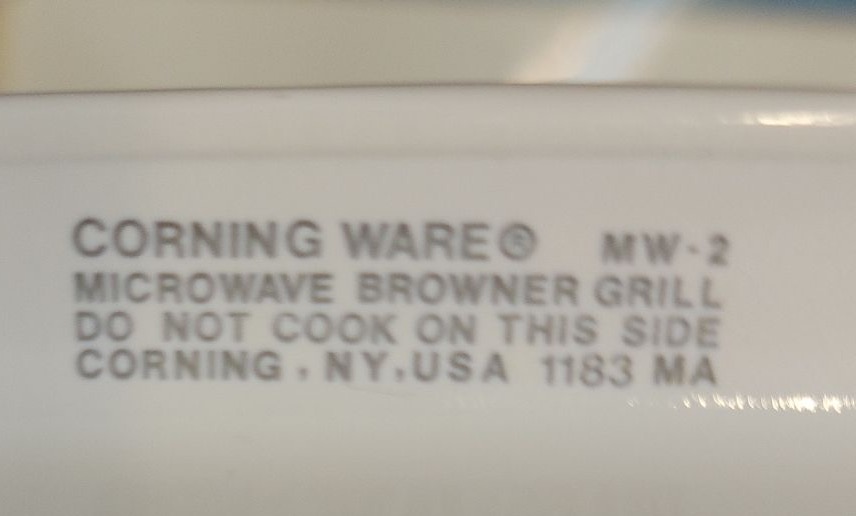 CORNING WARE® MW-2
MICROWAVE BROWNER GRILL
DO NOT COOK ON THIS SIDE
CORNING, NY, USA 1183 MA